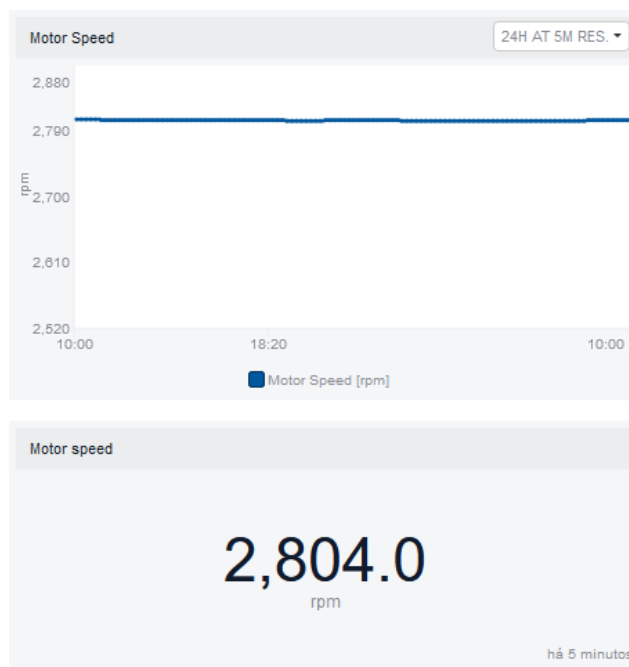 Motor Speed
24H AT 5M RES.
2,880
2,790
rpm
2,700
2,610
2,520
10:00 18:20 10:00
Motor Speed [rpm]
Motor speed
2,804.0
rpm
há 5 minutos